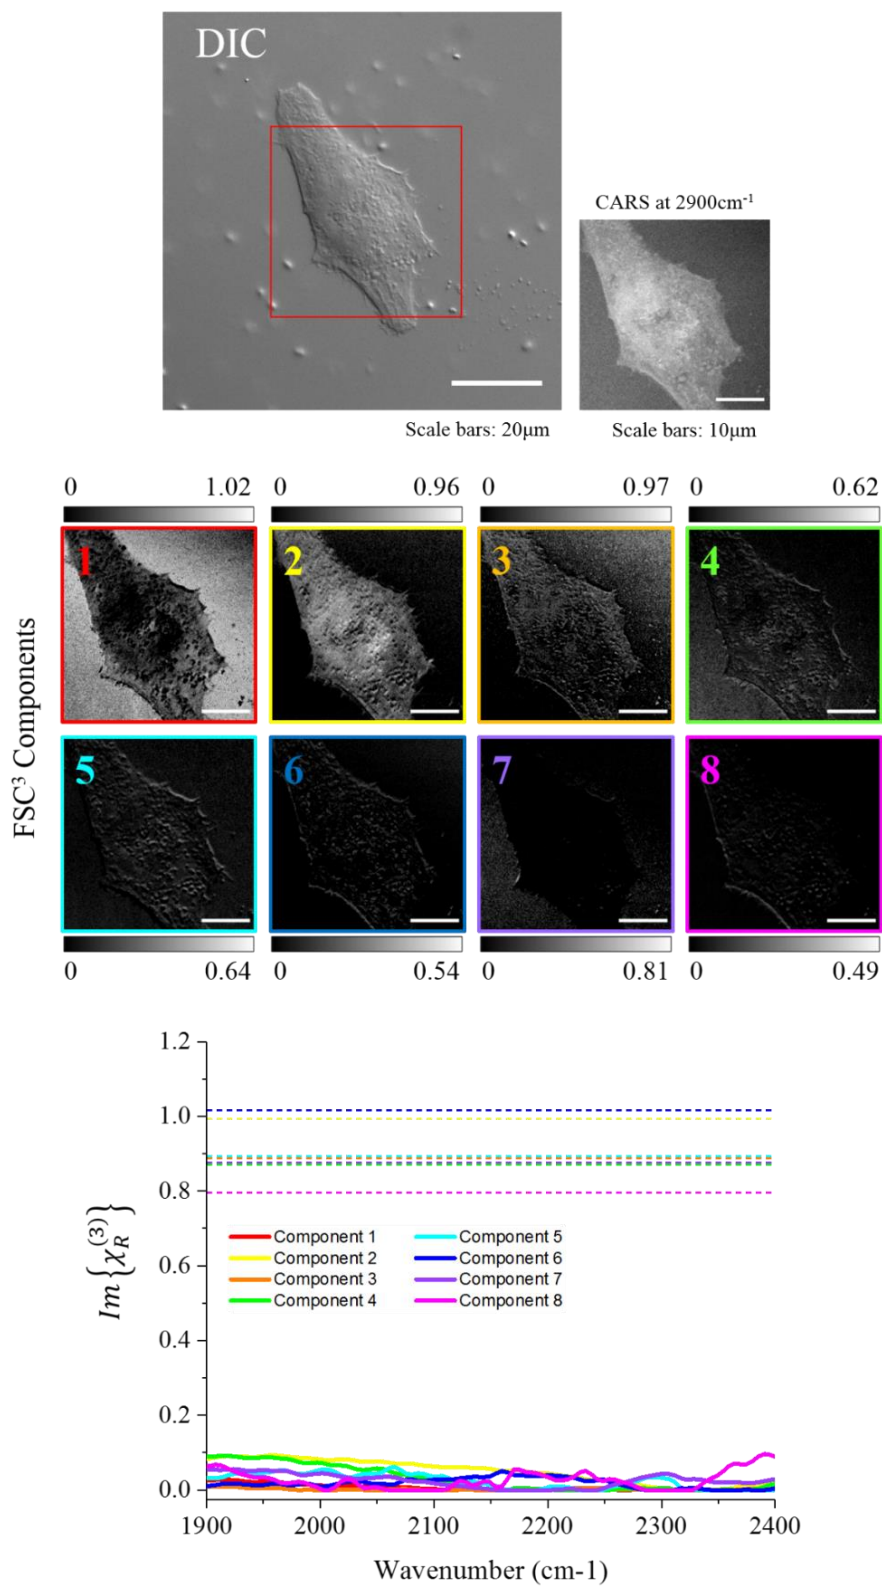 DIC
CARS at 2900cm-1
Scale bars: 20μm
Scale bars: 10μm
0 1.02 0 0.96 0 0.97 0 0.62
FSC3 Components
1 2 3 4
5 6 7 8
0 0.64 0 0.54 0 0.81 0 0.49
1.2
1.0
0.8
0.6
0.4
0.2
0.0
Im{χR(3)}
Component 1
Component 2
Component 3
Component 4
Component 5
Component 6
Component 7
Component 8
1900 2000 2100 2200 2300 2400
Wavenumber (cm-1)